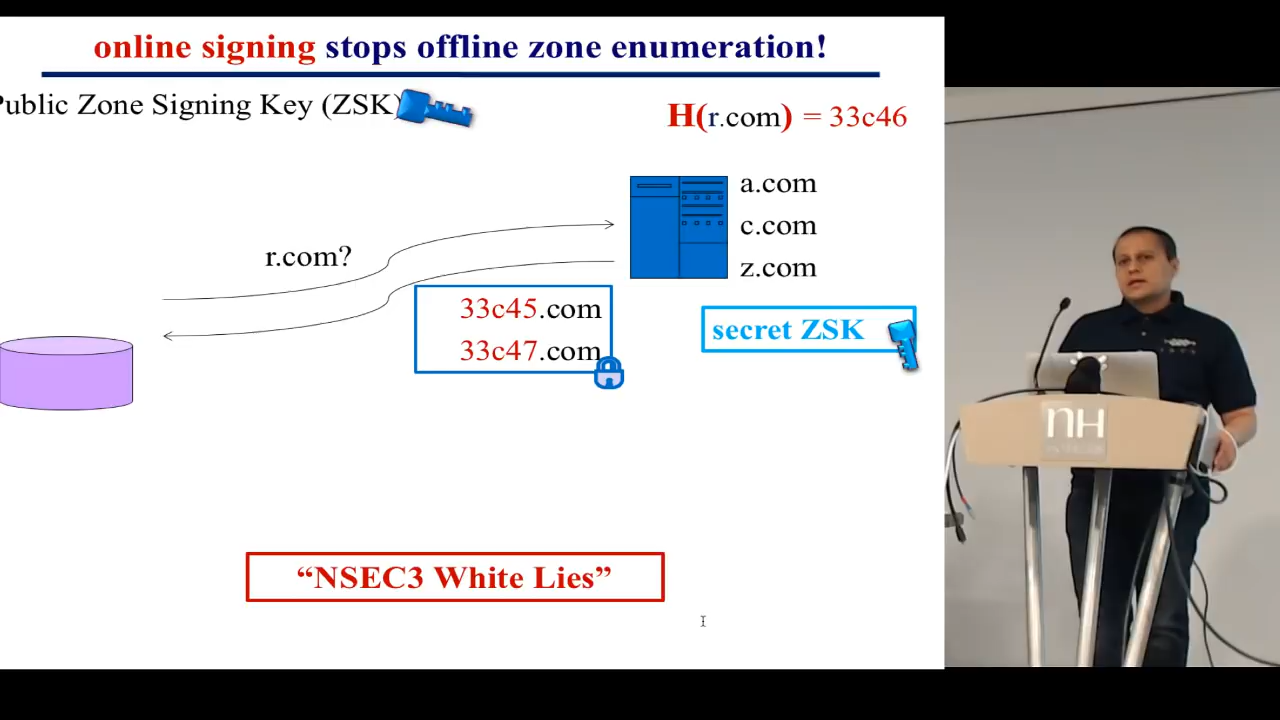 online signing stops offline zone enumeration!
Public Zone Signing Key (ZSK)
H(r.com) = 33c46
a.com
c.com
z.com
r.com?
33c45.com
33c47.com
secret ZSK
“NSEC3 White Lies”
nH